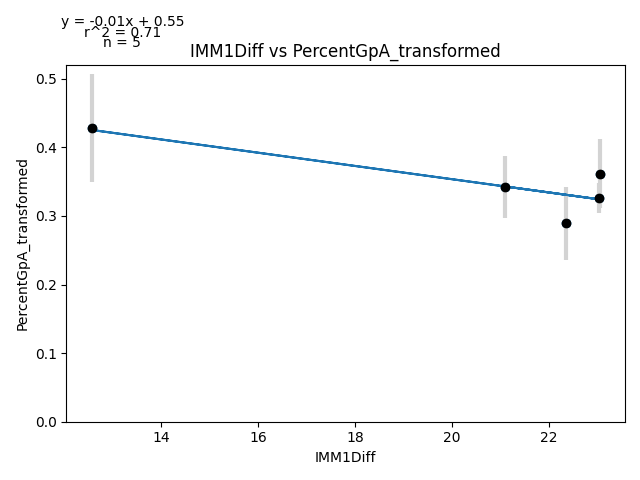 y = -0.01x + 0.55
r^2 = 0.71
n = 5
IMM1Diff vs PercentGpA_transformed
PercentGpA_transformed
0.5
0.4
0.3
0.2
0.1
0.0
14
16
18
20
22
IMM1Diff